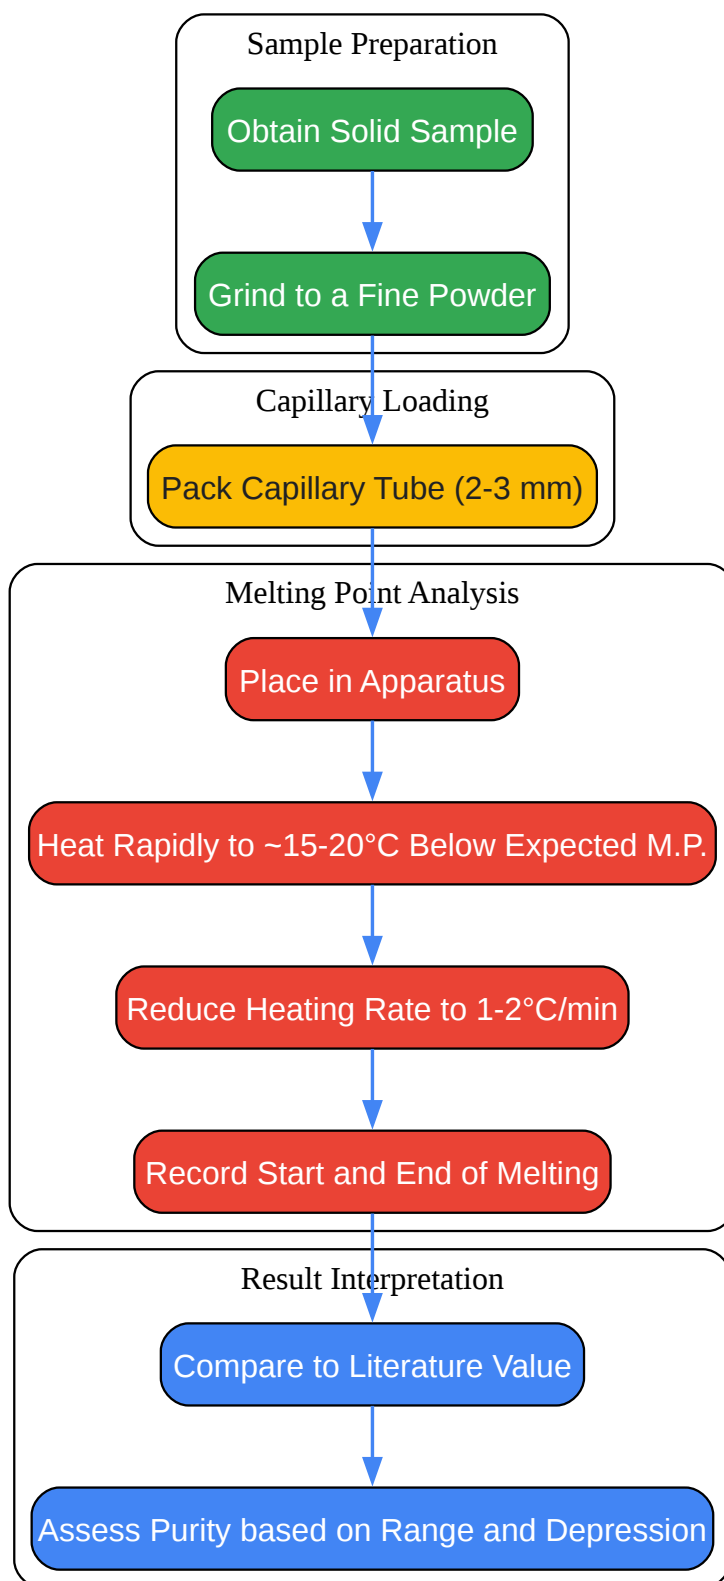 Sample Preparation
Obtain Solid Sample
Grind to a Fine Powder
Capillary Loading
Pack Capillary Tube (2-3 mm)
Melting Point Analysis
Place in Apparatus
Heat Rapidly to ~15-20°C Below Expected M.P.
Reduce Heating Rate to 1-2°C/min
Record Start and End of Melting
Result Interpretation
Compare to Literature Value
Assess Purity based on Range and Depression